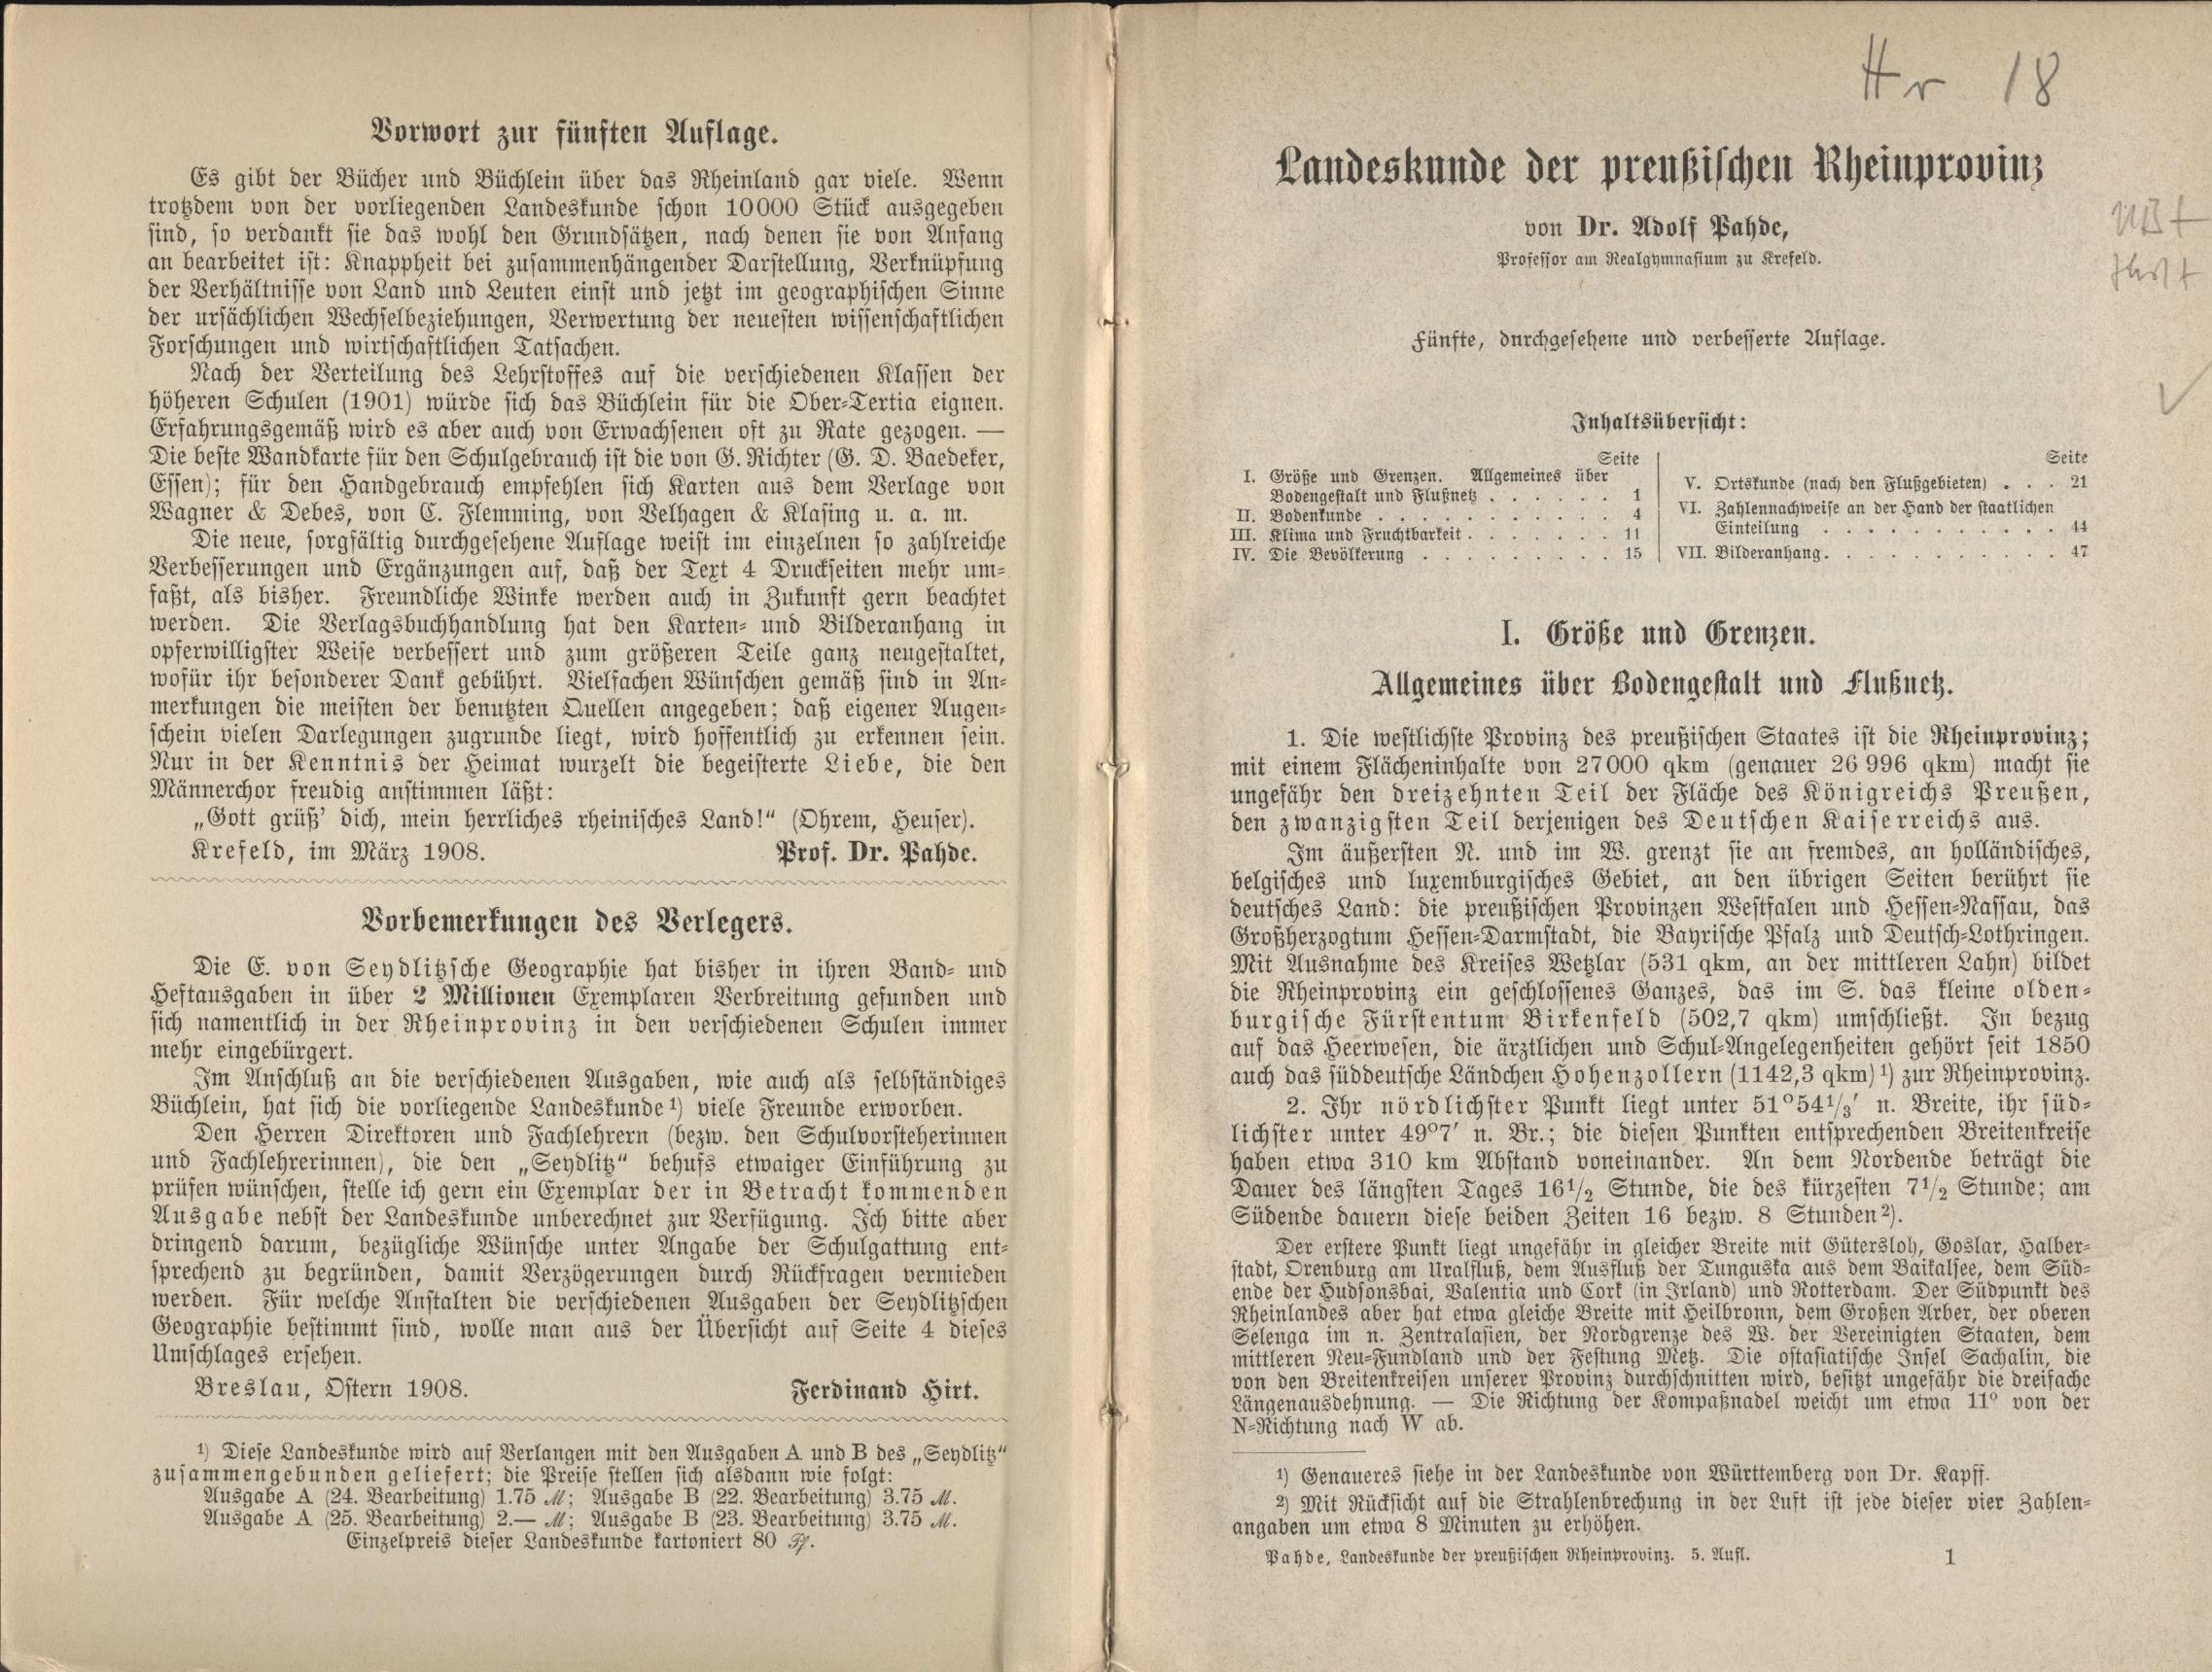 Vorwort zur fünften Auflage.
Es gibt der Bücher und Büchlein über das Rheinland gar viele. Wenn
trotzdem von der vorliegenden Landeskunde schon 10000 Stück ausgegeben
sind, so verdankt sie das wohl den Grundsätzen, nach denen sie von Anfang
an bearbeitet ist: Knappheit bei zusammenhängender Darstellung, Verknüpfung
der Verhältnisse von Land und Leuten einst und jetzt im geographischen Sinne
der ursächlichen Wechselbeziehungen, Verwertung der neuesten wissenschaftlichen
Forschungen und wirtschaftlichen Tatsachen.
Nach der Verteilung des Lehrstoffes auf die verschiedenen Klassen der
höheren Schulen (1901) würde sich das Büchlein für die Ober-Tertia eignen.
Erfahrungsgemäß wird es aber auch von Erwachsenen oft zu Rate gezogen. —
Die beste Wandkarte für den Schulgebrauch ist die von G. Richter (G. D. Baedeker,
Essen); für den Handgebrauch empfehlen sich Karten aus dem Verlage von
Wagner & Debes, von C. Flemming, von Velhagen & Klasing u. a. m.
Die neue, sorgfältig durchgesehene Auflage weist im einzelnen so zahlreiche
Verbesserungen und Ergänzungen auf, daß der Text 4 Druckseiten mehr um-
faßt, als bisher. Freundliche Winke werden auch in Zukunft gern beachtet
werden. Die Verlagsbuchhandlung hat den Karten- und Bilderanhang in
opferwilligster Weise verbessert und zum größeren Teile ganz neugestaltet,
wofür ihr besonderer Dank gebührt. Vielfachen Wünschen gemäß sind in An-
merkungen die meisten der benutzten Quellen angegeben; daß eigener Augen-
schein vielen Darlegungen zugrunde liegt, wird hoffentlich zu erkennen sein.
Nur in der Kenntnis der Heimat wurzelt die begeisterte Liebe, die den
Männerchor freudig anstimmen läßt:
„Gott grüß' dich, mein herrliches rheinisches Land!“ (Ohrem, Heuser).
Krefeld, im März 1908. Prof. Dr. Pahde.
Vorbemerkungen des Verlegers.
Die E. von Seydlitzsche Geographie hat bisher in ihren Band- und
Heftausgaben in über 2 Millionen Exemplaren Verbreitung gefunden und
sich namentlich in der Rheinprovinz in den verschiedenen Schulen immer
mehr eingebürgert.
Im Anschluß an die verschiedenen Ausgaben, wie auch als selbständiges
Büchlein, hat sich die vorliegende Landeskunde¹) viele Freunde erworben.
Den Herren Direktoren und Fachlehrern (bezw. den Schulvorsteherinnen
und Fachlehrerinnen), die den „Seydlitz“ behufs etwaiger Einführung zu
prüfen wünschen, stelle ich gern ein Exemplar der in Betracht kommenden
Ausgabe nebst der Landeskunde unberechnet zur Verfügung. Ich bitte aber
dringend darum, bezügliche Wünsche unter Angabe der Schulgattung ent-
sprechend zu begründen, damit Verzögerungen durch Rückfragen vermieden
werden. Für welche Anstalten die verschiedenen Ausgaben der Seydlitzschen
Geographie bestimmt sind, wolle man aus der Übersicht auf Seite 4 dieses
Umschlages ersehen.
Breslau, Ostern 1908. Ferdinand Hirt.
¹) Diese Landeskunde wird auf Verlangen mit den Ausgaben A und B des „Seydlitz“
zusammengebunden geliefert; die Preise stellen sich alsdann wie folgt:
Ausgabe A (24. Bearbeitung) 1.75 ℳ; Ausgabe B (22. Bearbeitung) 3.75 ℳ.
Ausgabe A (25. Bearbeitung) 2.— ℳ; Ausgabe B (23. Bearbeitung) 3.75 ℳ.
Einzelpreis dieser Landeskunde kartoniert 80 Pf.
Hr 18
Landeskunde der preußischen Rheinprovinz
von Dr. Adolf Pahde,
Professor am Realgymnasium zu Krefeld.
Fünfte, durchgesehene und verbesserte Auflage.
Inhaltsübersicht:
Seite
I. Größe und Grenzen. Allgemeines über
Bodengestalt und Flußnetz . . . . . . 1
II. Bodenkunde . . . . . . . . . . . 4
III. Klima und Fruchtbarkeit . . . . . . . 11
IV. Die Bevölkerung . . . . . . . . . 15
Seite
V. Ortskunde (nach den Flußgebieten) . . . 21
VI. Zahlennachweise an der Hand der staatlichen
Einteilung . . . . . . . . . . . 44
VII. Bilderanhang . . . . . . . . . . . 47
I. Größe und Grenzen.
Allgemeines über Bodengestalt und Flußnetz.
1. Die westlichste Provinz des preußischen Staates ist die Rheinprovinz;
mit einem Flächeninhalte von 27000 qkm (genauer 26 996 qkm) macht sie
ungefähr den dreizehnten Teil der Fläche des Königreichs Preußen,
den zwanzigsten Teil derjenigen des Deutschen Kaiserreichs aus.
Im äußersten N. und im W. grenzt sie an fremdes, an holländisches,
belgisches und luxemburgisches Gebiet, an den übrigen Seiten berührt sie
deutsches Land: die preußischen Provinzen Westfalen und Hessen-Nassau, das
Großherzogtum Hessen-Darmstadt, die Bayrische Pfalz und Deutsch-Lothringen.
Mit Ausnahme des Kreises Wetzlar (531 qkm, an der mittleren Lahn) bildet
die Rheinprovinz ein geschlossenes Ganzes, das im S. das kleine olden-
burgische Fürstentum Birkenfeld (502,7 qkm) umschließt. In bezug
auf das Heerwesen, die ärztlichen und Schul-Angelegenheiten gehört seit 1850
auch das süddeutsche Ländchen Hohenzollern (1142,3 qkm)¹) zur Rheinprovinz.
2. Ihr nördlichster Punkt liegt unter 51°54¹/₃′ n. Breite, ihr süd-
lichster unter 49°7′ n. Br.; die diesen Punkten entsprechenden Breitenkreise
haben etwa 310 km Abstand voneinander. An dem Nordende beträgt die
Dauer des längsten Tages 16¹/₂ Stunde, die des kürzesten 7¹/₂ Stunde; am
Südende dauern diese beiden Zeiten 16 bezw. 8 Stunden²).
Der erstere Punkt liegt ungefähr in gleicher Breite mit Gütersloh, Goslar, Halber-
stadt, Orenburg am Uralfluß, dem Ausfluß der Tunguska aus dem Baikalsee, dem Süd-
ende der Hudsonsbai, Valentia und Cork (in Irland) und Rotterdam. Der Südpunkt des
Rheinlandes aber hat etwa gleiche Breite mit Heilbronn, dem Großen Arber, der oberen
Selenga im n. Zentralasien, der Nordgrenze des W. der Vereinigten Staaten, dem
mittleren Neu-Fundland und der Festung Metz. Die ostasiatische Insel Sachalin, die
von den Breitenkreisen unserer Provinz durchschnitten wird, besitzt ungefähr die dreifache
Längenausdehnung. — Die Richtung der Kompaßnadel weicht um etwa 11° von der
N-Richtung nach W ab.
¹) Genaueres siehe in der Landeskunde von Württemberg von Dr. Kapff.
²) Mit Rücksicht auf die Strahlenbrechung in der Luft ist jede dieser vier Zahlen-
angaben um etwa 8 Minuten zu erhöhen.
Pahde, Landeskunde der preußischen Rheinprovinz. 5. Aufl. 1